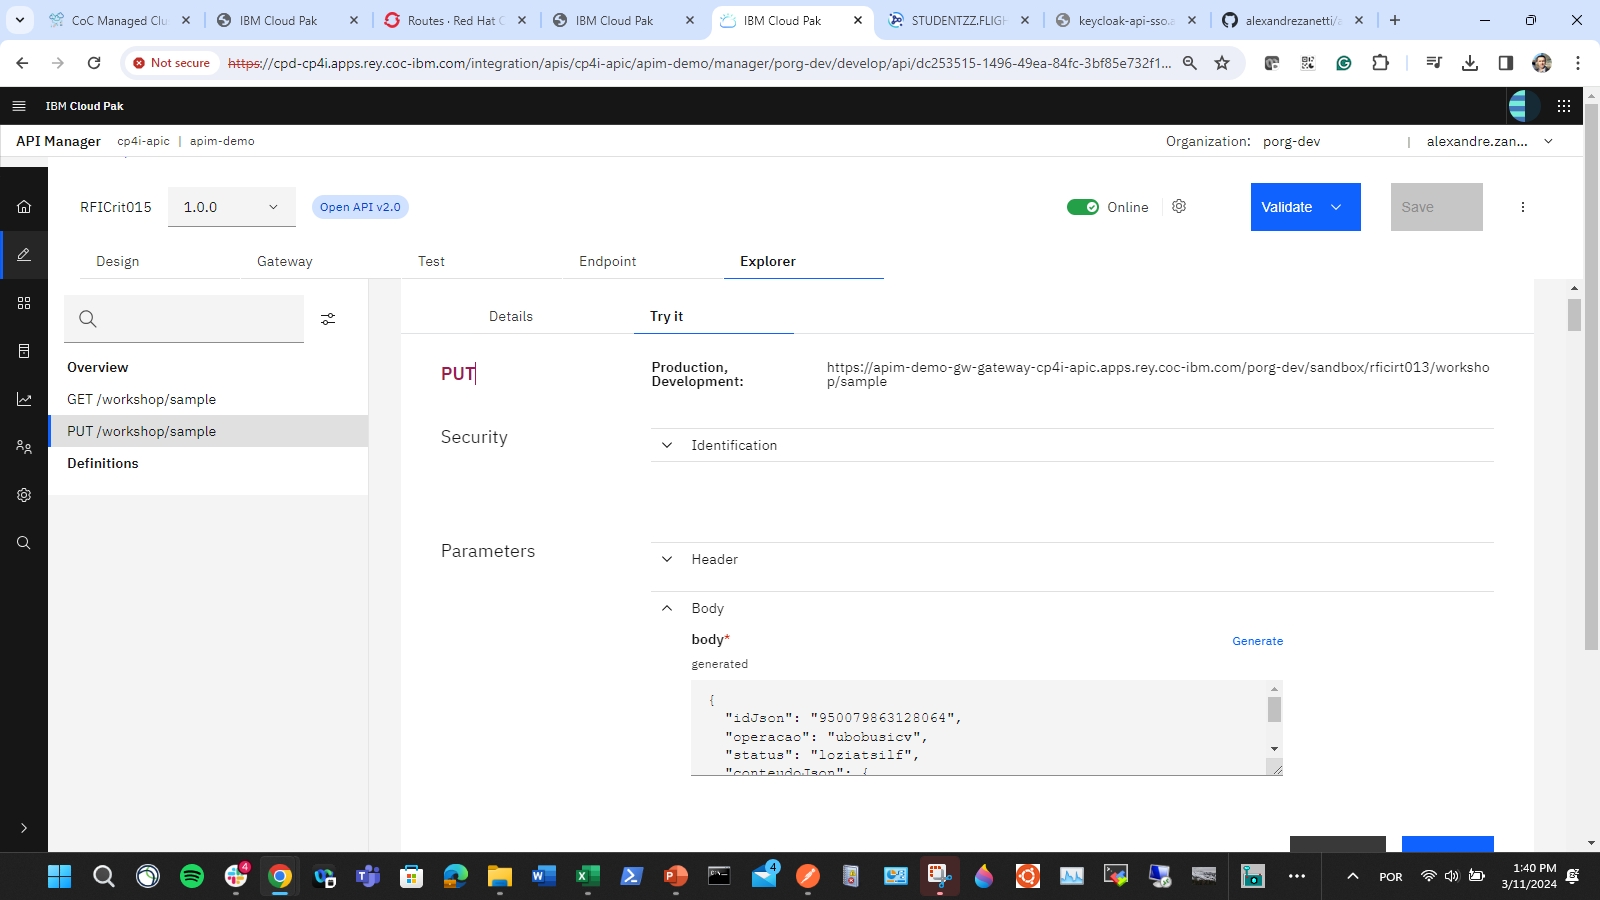 CoC Managed Clu
IBM Cloud Pak
Routes · Red Hat O
IBM Cloud Pak
IBM Cloud Pak
STUDENTZZ.FLIGH
keycloak-api-sso.a
alexandrezanetti/a
Not secure
https://cpd-cp4i.apps.rey.coc-ibm.com/integration/apis/cp4i-apic/apim-demo/manager/porg-dev/develop/api/dc253515-1496-49ea-84fc-3bf85e732f1...
IBM Cloud Pak
API Manager cp4i-apic | apim-demo
Organization: porg-dev | alexandre.zan...
RFICrit015
1.0.0
Open API v2.0
Online
Validate
Save
Design
Gateway
Test
Endpoint
Explorer
Details
Try it
Overview
GET /workshop/sample
PUT /workshop/sample
Definitions
PUT
Production,
Development:
https://apim-demo-gw-gateway-cp4i-apic.apps.rey.coc-ibm.com/porg-dev/sandbox/rficirt013/worksho
p/sample
Security
Identification
Parameters
Header
Body
body*
Generate
generated
{
"idJson": "950079863128064",
"operacao": "ubobusicv",
"status": "loziatsilf",
"conteudoJson": {
4
4
POR
1:40 PM
3/11/2024